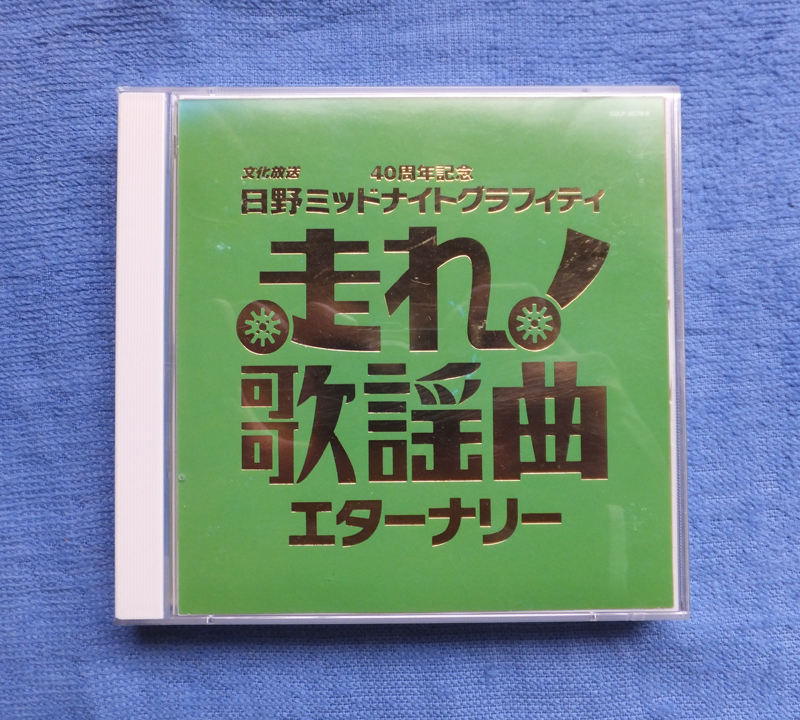 文化放送 40周年記念
日野ミッドナイトグラフィティ
走れ!
歌謡曲
エターナリー